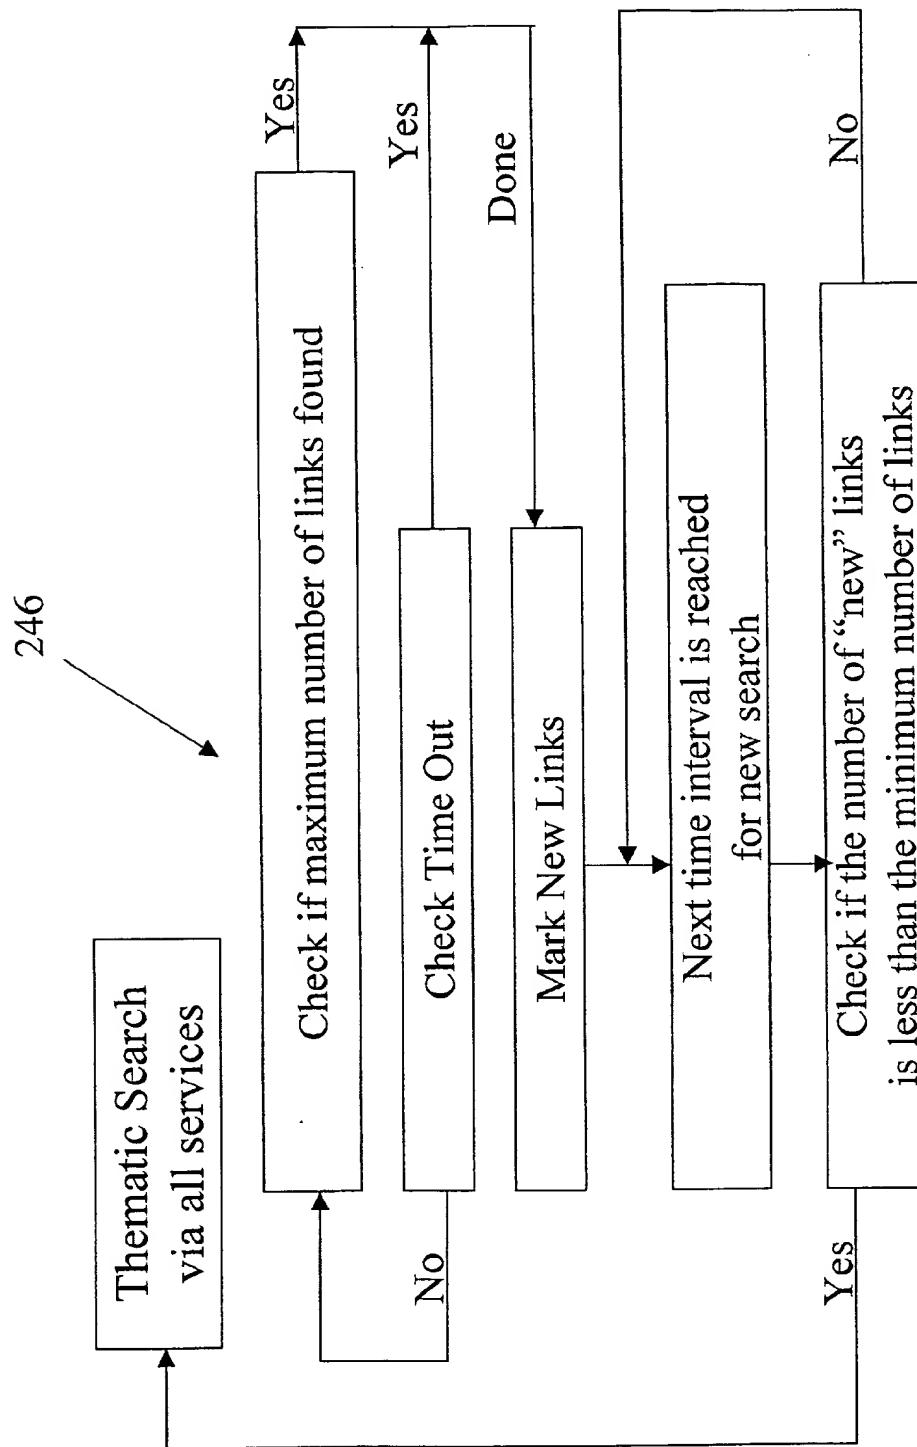 246
Thematic Search
via all services
Check if maximum number of links found
Yes
Check Time Out
Yes
No
Done
Mark New Links
Next time interval is reached
for new search
Check if the number of “new” links
is less than the minimum number of links
No
Yes